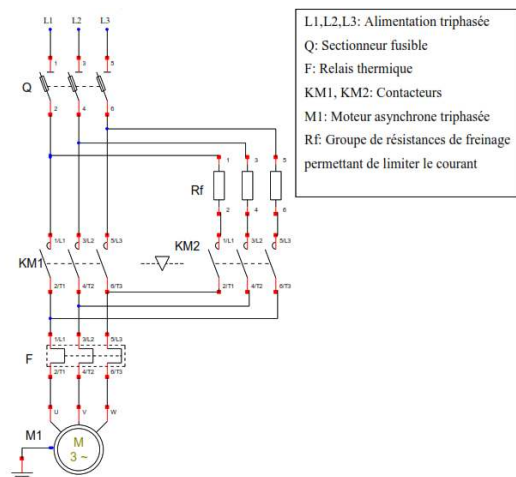 L1 L2 L3
1 3 5
Q
2 4 6
1 3 5
Rf
2 4 6
1/L1 3/L2 5/L3
KM1
2/T1 4/T2 6/T3
KM2
1/L1 3/L2 5/L3
2/T1 4/T2 6/T3
1/L1 3/L2 5/L3
F
2/T1 4/T2 6/T3
U V W
M1
M
3 ~
L1,L2,L3: Alimentation triphasée
Q: Sectionneur fusible
F: Relais thermique
KM1, KM2: Contacteurs
M1: Moteur asynchrone triphasée
Rf: Groupe de résistances de freinage
permettant de limiter le courant